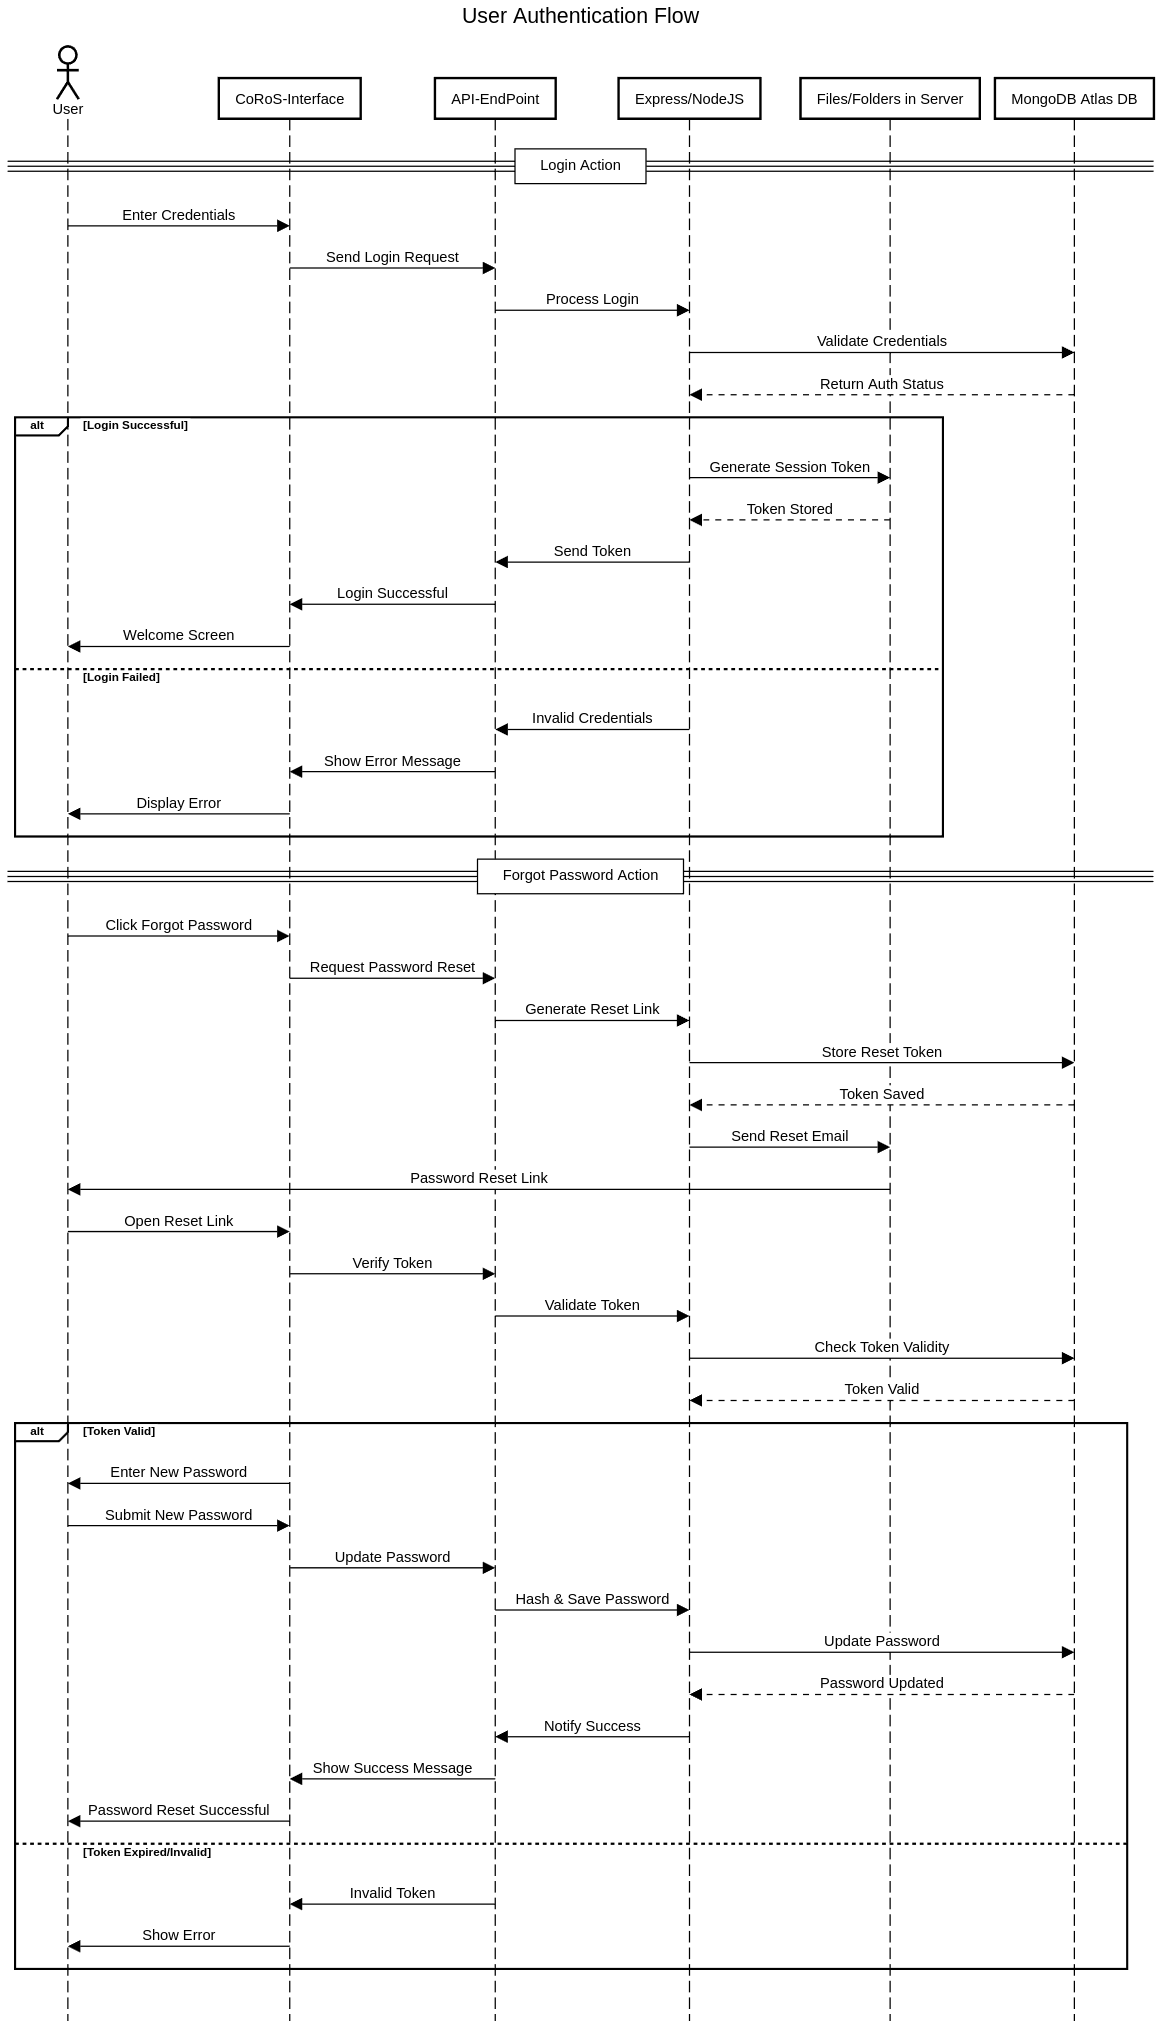 User Authentication Flow
User
CoRoS-Interface
API-EndPoint
Express/NodeJS
Files/Folders in Server
MongoDB Atlas DB
Login Action
Enter Credentials
Send Login Request
Process Login
Validate Credentials
Return Auth Status
alt
[Login Successful]
Generate Session Token
Token Stored
Send Token
Login Successful
Welcome Screen
[Login Failed]
Invalid Credentials
Show Error Message
Display Error
Forgot Password Action
Click Forgot Password
Request Password Reset
Generate Reset Link
Store Reset Token
Token Saved
Send Reset Email
Password Reset Link
Open Reset Link
Verify Token
Validate Token
Check Token Validity
Token Valid
alt
[Token Valid]
Enter New Password
Submit New Password
Update Password
Hash & Save Password
Update Password
Password Updated
Notify Success
Show Success Message
Password Reset Successful
[Token Expired/Invalid]
Invalid Token
Show Error